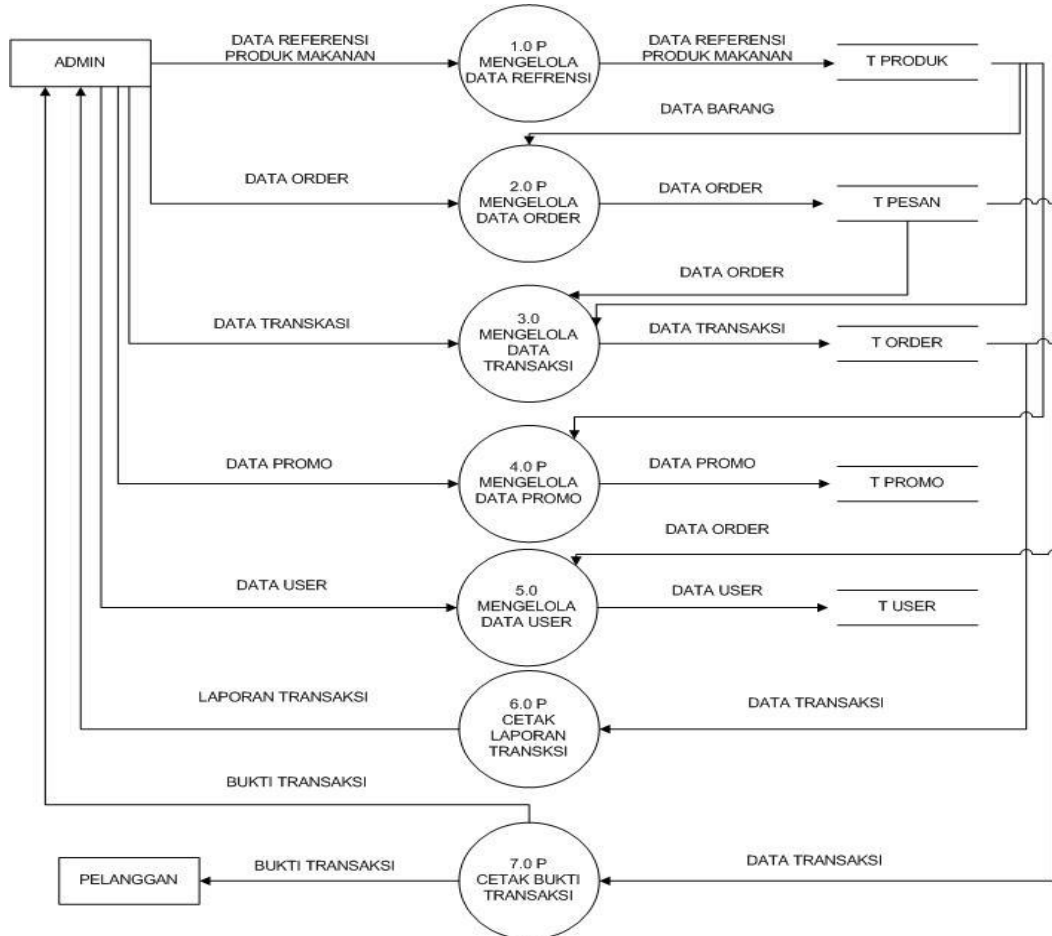 ADMIN
DATA REFERENSI
PRODUK MAKANAN
1.0 P
MENGELOLA
DATA REFRENSI
DATA REFERENSI
PRODUK MAKANAN
T PRODUK
DATA BARANG
DATA ORDER
2.0 P
MENGELOLA
DATA ORDER
DATA ORDER
T PESAN
DATA ORDER
DATA TRANSKASI
3.0
MENGELOLA
DATA
TRANSAKSI
DATA TRANSAKSI
T ORDER
DATA PROMO
4.0 P
MENGELOLA
DATA PROMO
DATA PROMO
T PROMO
DATA ORDER
DATA USER
5.0
MENGELOLA
DATA USER
DATA USER
T USER
LAPORAN TRANSAKSI
6.0 P
CETAK
LAPORAN
TRANSKSI
DATA TRANSAKSI
BUKTI TRANSAKSI
PELANGGAN
BUKTI TRANSAKSI
7.0 P
CETAK BUKTI
TRANSAKSI
DATA TRANSAKSI